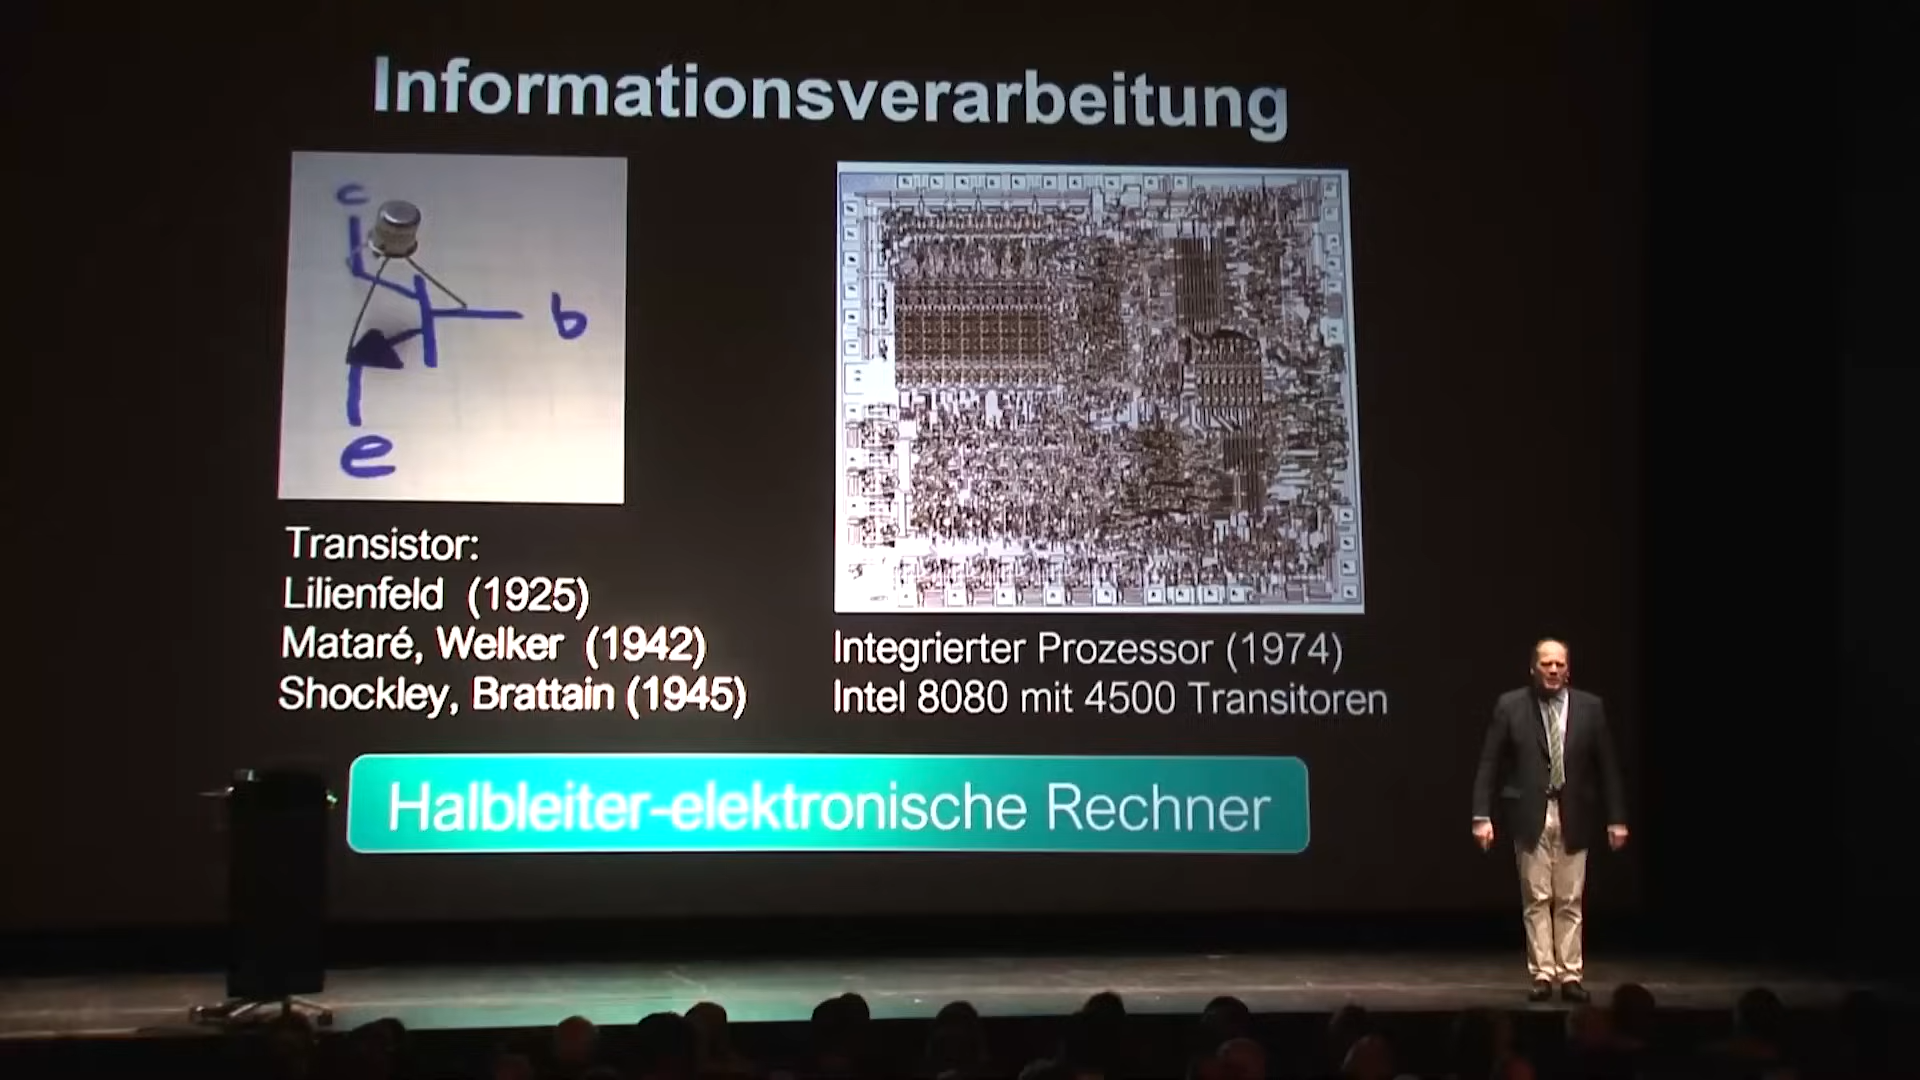 Informationsverarbeitung
c
b
e
Transistor:
Lilienfeld (1925)
Mataré, Welker (1942)
Shockley, Brattain (1945)
Integrierter Prozessor (1974)
Intel 8080 mit 4500 Transitoren
Halbleiter-elektronische Rechner